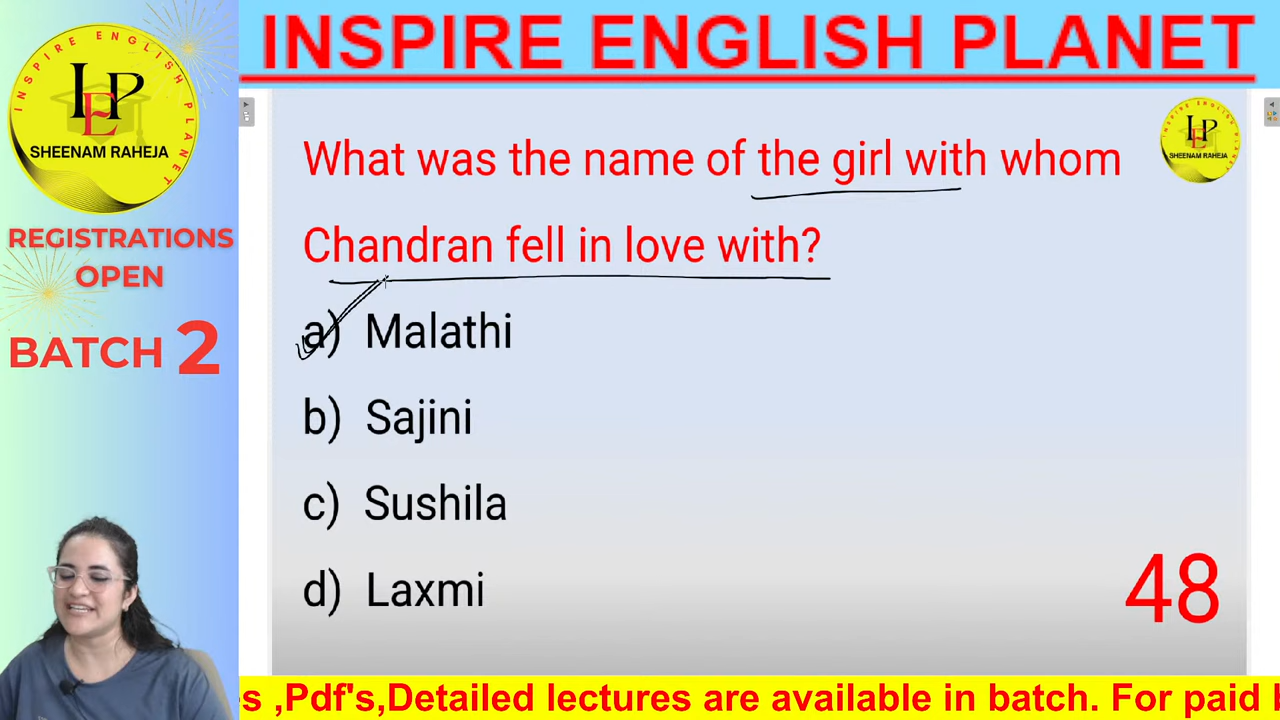 INSPIRE ENGLISH PLANET
INSPIRE ENGLISH PLANET
IEP
SHEENAM RAHEJA
REGISTRATIONS
OPEN
BATCH 2
IEP
SHEENAM RAHEJA
What was the name of the girl with whom
Chandran fell in love with?
a) Malathi
b) Sajini
c) Sushila
d) Laxmi
48
s ,Pdf's,Detailed lectures are available in batch. For paid